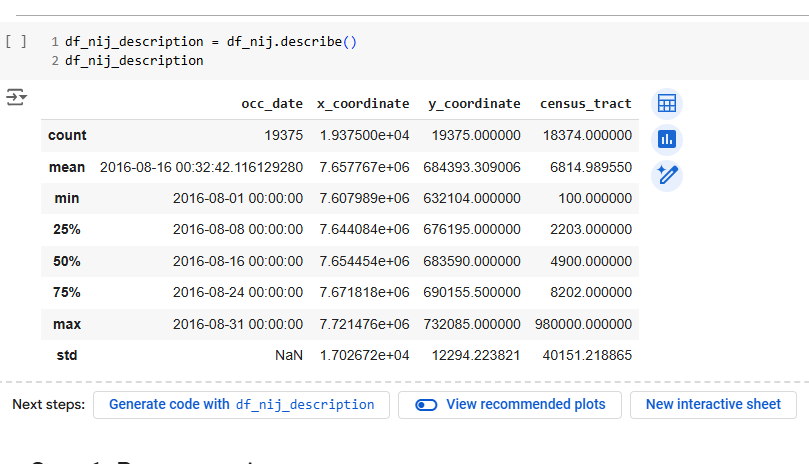 [ ] 1 df_nij_description = df_nij.describe()
2 df_nij_description
occ_date x_coordinate y_coordinate census_tract
count 19375 1.937500e+04 19375.000000 18374.000000
mean 2016-08-16 00:32:42.116129280 7.657767e+06 684393.309006 6814.989550
min 2016-08-01 00:00:00 7.607989e+06 632104.000000 100.000000
25% 2016-08-08 00:00:00 7.644084e+06 676195.000000 2203.000000
50% 2016-08-16 00:00:00 7.654454e+06 683590.000000 4900.000000
75% 2016-08-24 00:00:00 7.671818e+06 690155.500000 8202.000000
max 2016-08-31 00:00:00 7.721476e+06 732085.000000 980000.000000
std NaN 1.702672e+04 12294.223821 40151.218865
Next steps: Generate code with df_nij_description View recommended plots New interactive sheet